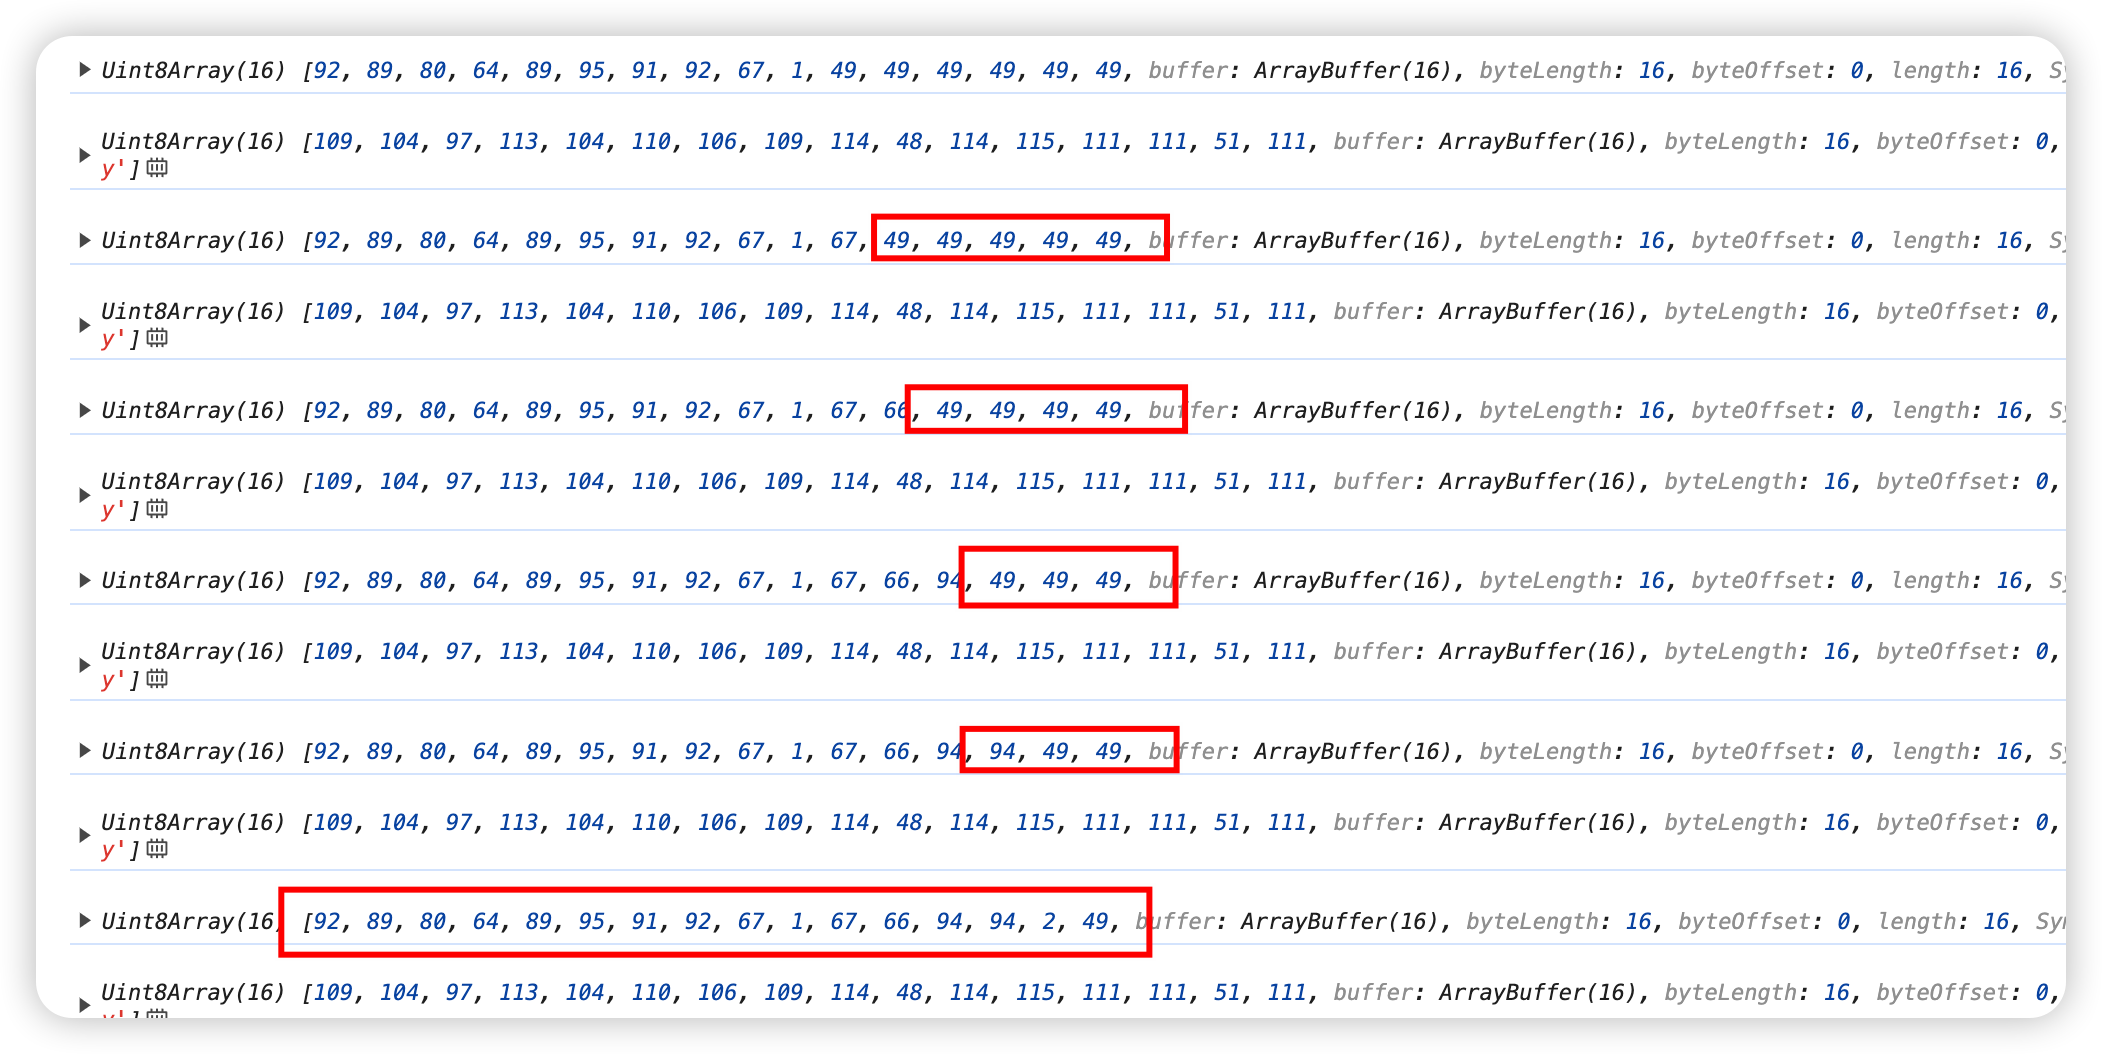 Uint8Array(16) [92, 89, 80, 64, 89, 95, 91, 92, 67, 1, 49, 49, 49, 49, 49, 49, buffer: ArrayBuffer(16), byteLength: 16, byteOffset: 0, length: 16, Sy
Uint8Array(16) [109, 104, 97, 113, 104, 110, 106, 109, 114, 48, 114, 115, 111, 111, 51, 111, buffer: ArrayBuffer(16), byteLength: 16, byteOffset: 0,
y']
Uint8Array(16) [92, 89, 80, 64, 89, 95, 91, 92, 67, 1, 67, 49, 49, 49, 49, 49, buffer: ArrayBuffer(16), byteLength: 16, byteOffset: 0, length: 16, Sy
Uint8Array(16) [109, 104, 97, 113, 104, 110, 106, 109, 114, 48, 114, 115, 111, 111, 51, 111, buffer: ArrayBuffer(16), byteLength: 16, byteOffset: 0,
y']
Uint8Array(16) [92, 89, 80, 64, 89, 95, 91, 92, 67, 1, 67, 66, 49, 49, 49, 49, buffer: ArrayBuffer(16), byteLength: 16, byteOffset: 0, length: 16, Sy
Uint8Array(16) [109, 104, 97, 113, 104, 110, 106, 109, 114, 48, 114, 115, 111, 111, 51, 111, buffer: ArrayBuffer(16), byteLength: 16, byteOffset: 0,
y']
Uint8Array(16) [92, 89, 80, 64, 89, 95, 91, 92, 67, 1, 67, 66, 94, 49, 49, 49, buffer: ArrayBuffer(16), byteLength: 16, byteOffset: 0, length: 16, Sy
Uint8Array(16) [109, 104, 97, 113, 104, 110, 106, 109, 114, 48, 114, 115, 111, 111, 51, 111, buffer: ArrayBuffer(16), byteLength: 16, byteOffset: 0,
y']
Uint8Array(16) [92, 89, 80, 64, 89, 95, 91, 92, 67, 1, 67, 66, 94, 94, 49, 49, buffer: ArrayBuffer(16), byteLength: 16, byteOffset: 0, length: 16, Sy
Uint8Array(16) [109, 104, 97, 113, 104, 110, 106, 109, 114, 48, 114, 115, 111, 111, 51, 111, buffer: ArrayBuffer(16), byteLength: 16, byteOffset: 0,
y']
Uint8Array(16) [92, 89, 80, 64, 89, 95, 91, 92, 67, 1, 67, 66, 94, 94, 2, 49, buffer: ArrayBuffer(16), byteLength: 16, byteOffset: 0, length: 16, Sy
Uint8Array(16) [109, 104, 97, 113, 104, 110, 106, 109, 114, 48, 114, 115, 111, 111, 51, 111, buffer: ArrayBuffer(16), byteLength: 16, byteOffset: 0,